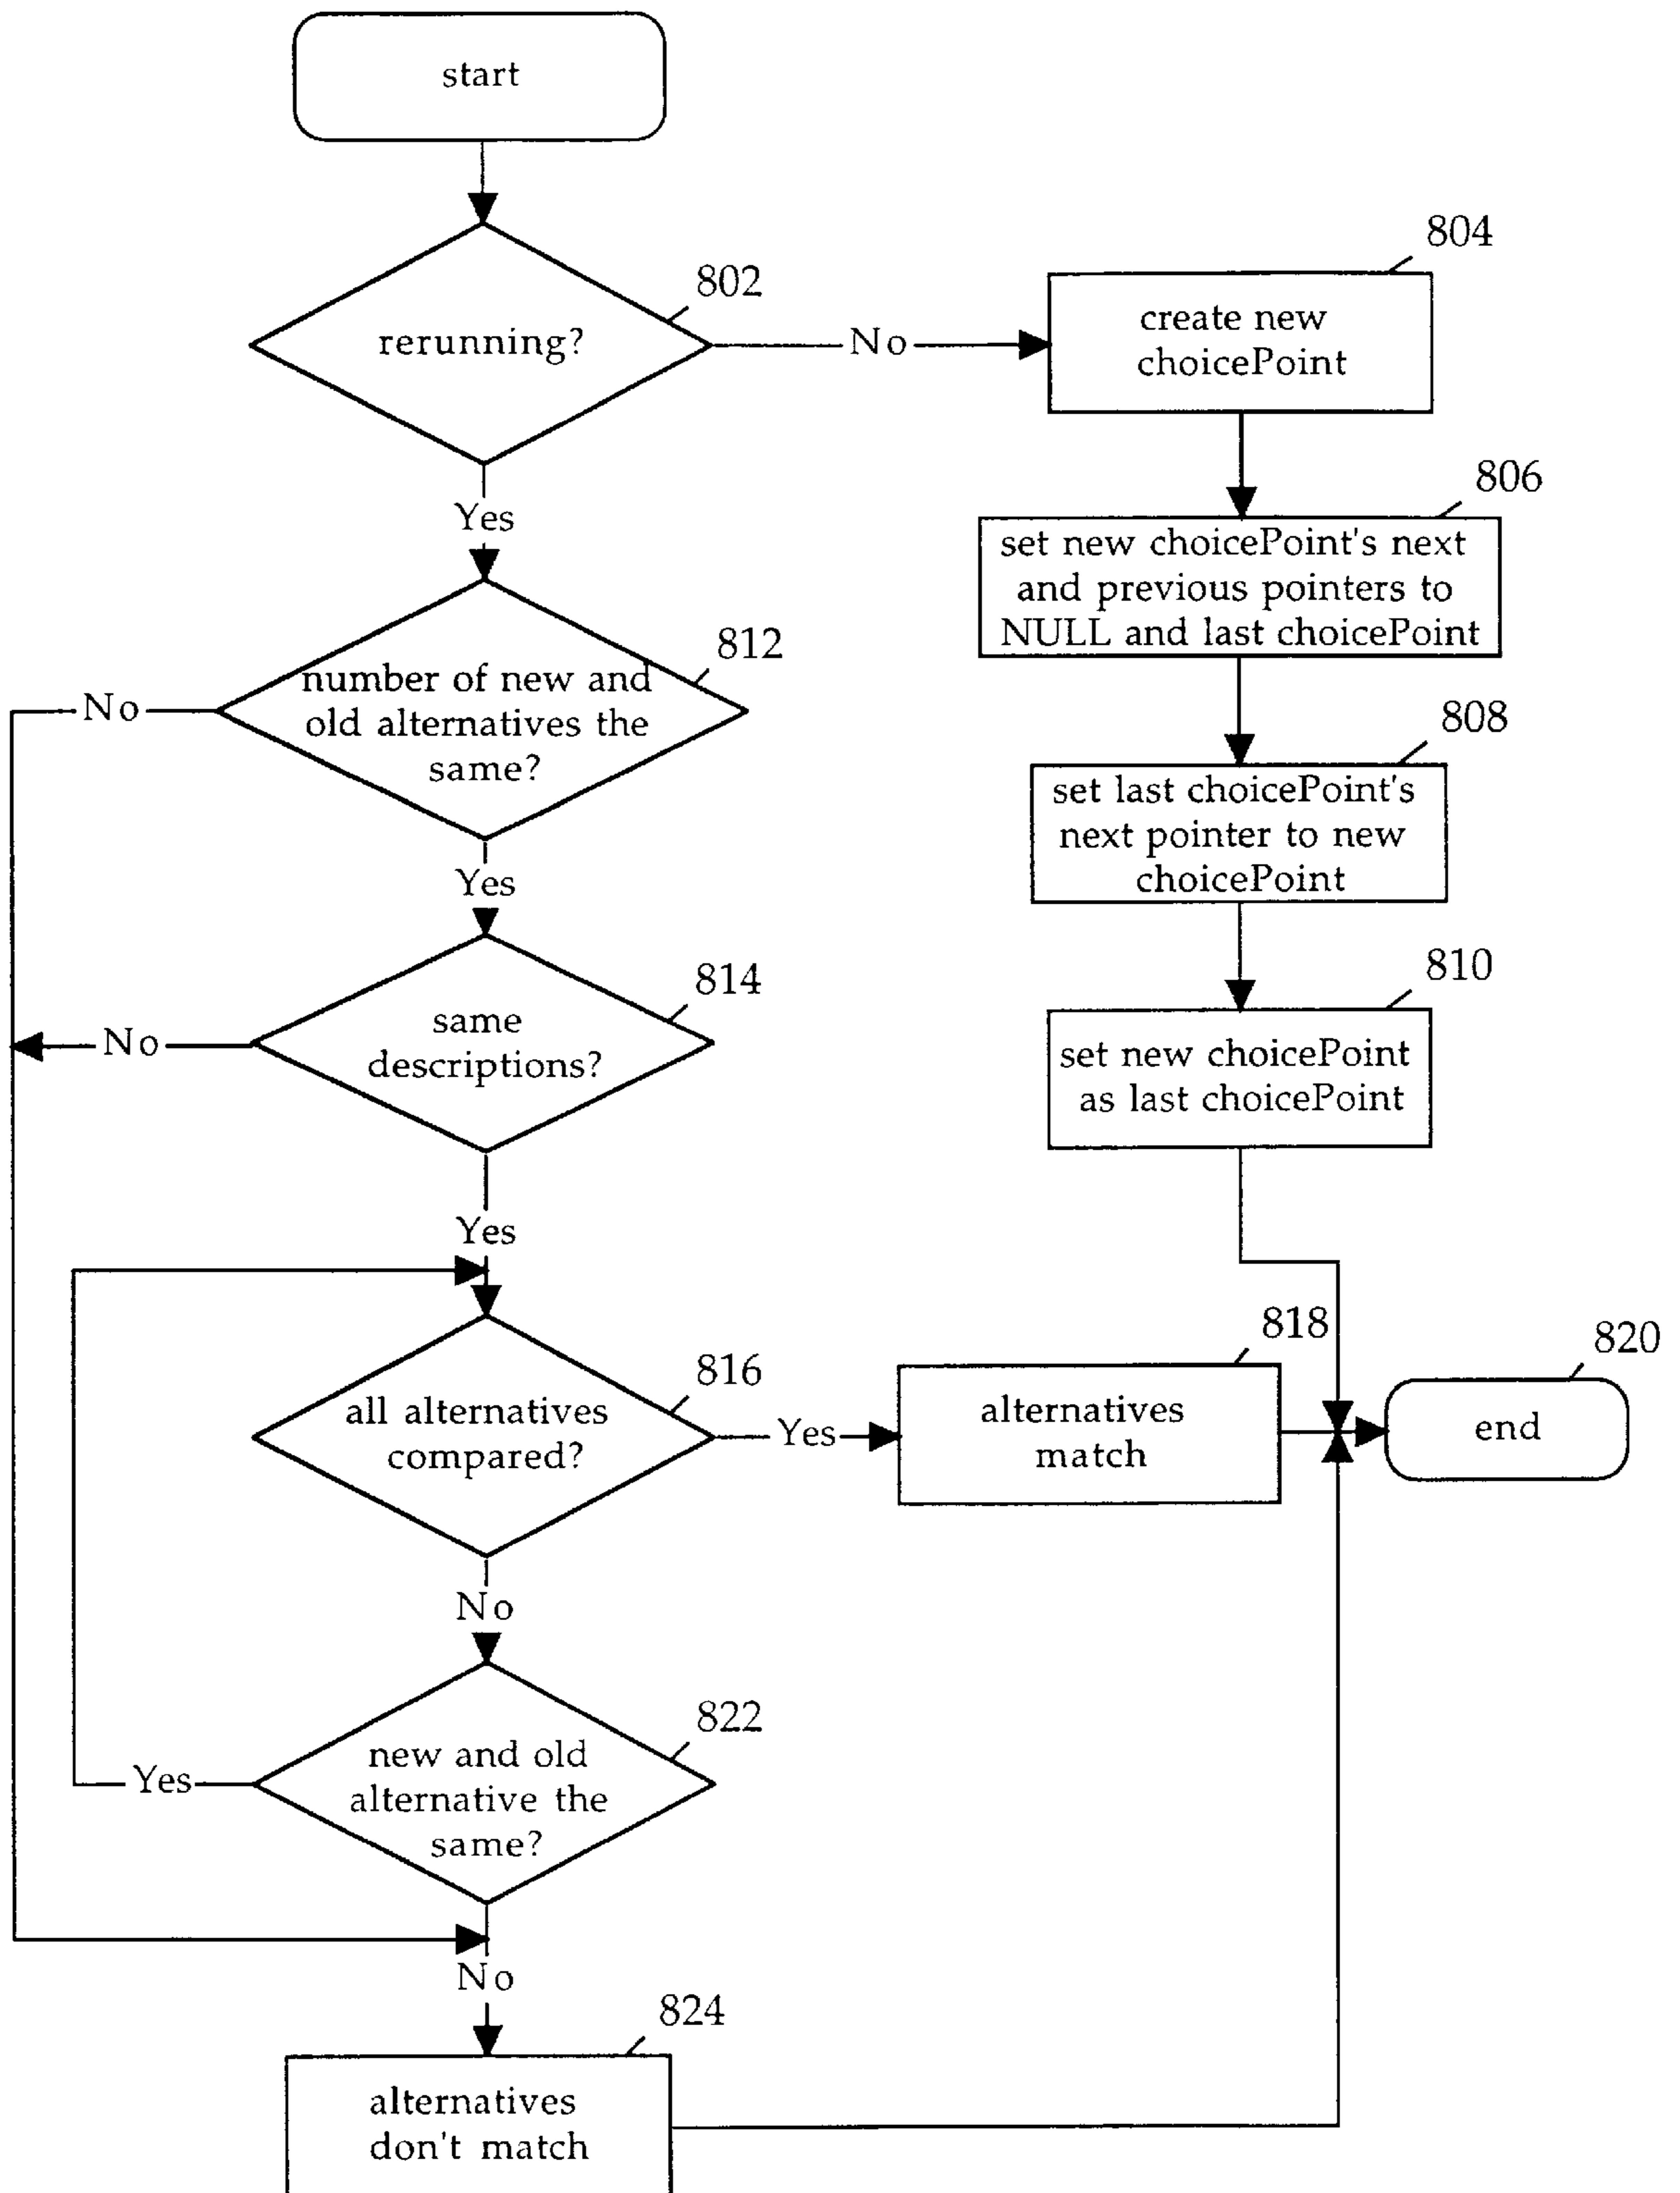 start
802
rerunning?
No
804
create new
choicePoint
806
set new choicePoint's next
and previous pointers to
NULL and last choicePoint
808
set last choicePoint's
next pointer to new
choicePoint
810
set new choicePoint
as last choicePoint
Yes
812
number of new and
old alternatives the
same?
No
Yes
814
same
descriptions?
No
Yes
816
all alternatives
compared?
Yes
818
alternatives
match
820
end
No
822
new and old
alternative the
same?
Yes
No
824
alternatives
don't match